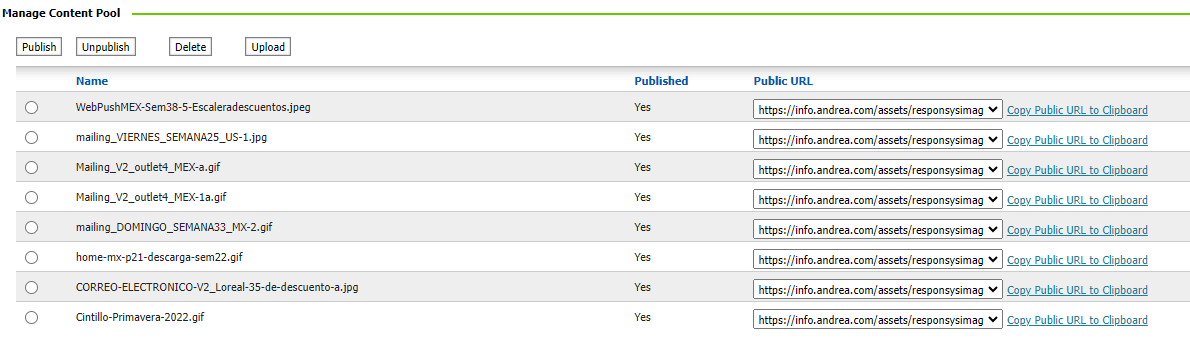 Manage Content Pool
Publish Unpublish Delete Upload
Name Published Public URL
WebPushMEX-Sem38-5-Escaleradescuentos.jpeg Yes https://info.andrea.com/assets/responsysimag Copy Public URL to Clipboard
mailing_VIERNES_SEMANA25_US-1.jpg Yes https://info.andrea.com/assets/responsysimag Copy Public URL to Clipboard
Mailing_V2_outlet4_MEX-a.gif Yes https://info.andrea.com/assets/responsysimag Copy Public URL to Clipboard
Mailing_V2_outlet4_MEX-1a.gif Yes https://info.andrea.com/assets/responsysimag Copy Public URL to Clipboard
mailing_DOMINGO_SEMANA33_MX-2.gif Yes https://info.andrea.com/assets/responsysimag Copy Public URL to Clipboard
home-mx-p21-descarga-sem22.gif Yes https://info.andrea.com/assets/responsysimag Copy Public URL to Clipboard
CORREO-ELECTRONICO-V2_Loreal-35-de-descuento-a.jpg Yes https://info.andrea.com/assets/responsysimag Copy Public URL to Clipboard
Cintillo-Primavera-2022.gif Yes https://info.andrea.com/assets/responsysimag Copy Public URL to Clipboard